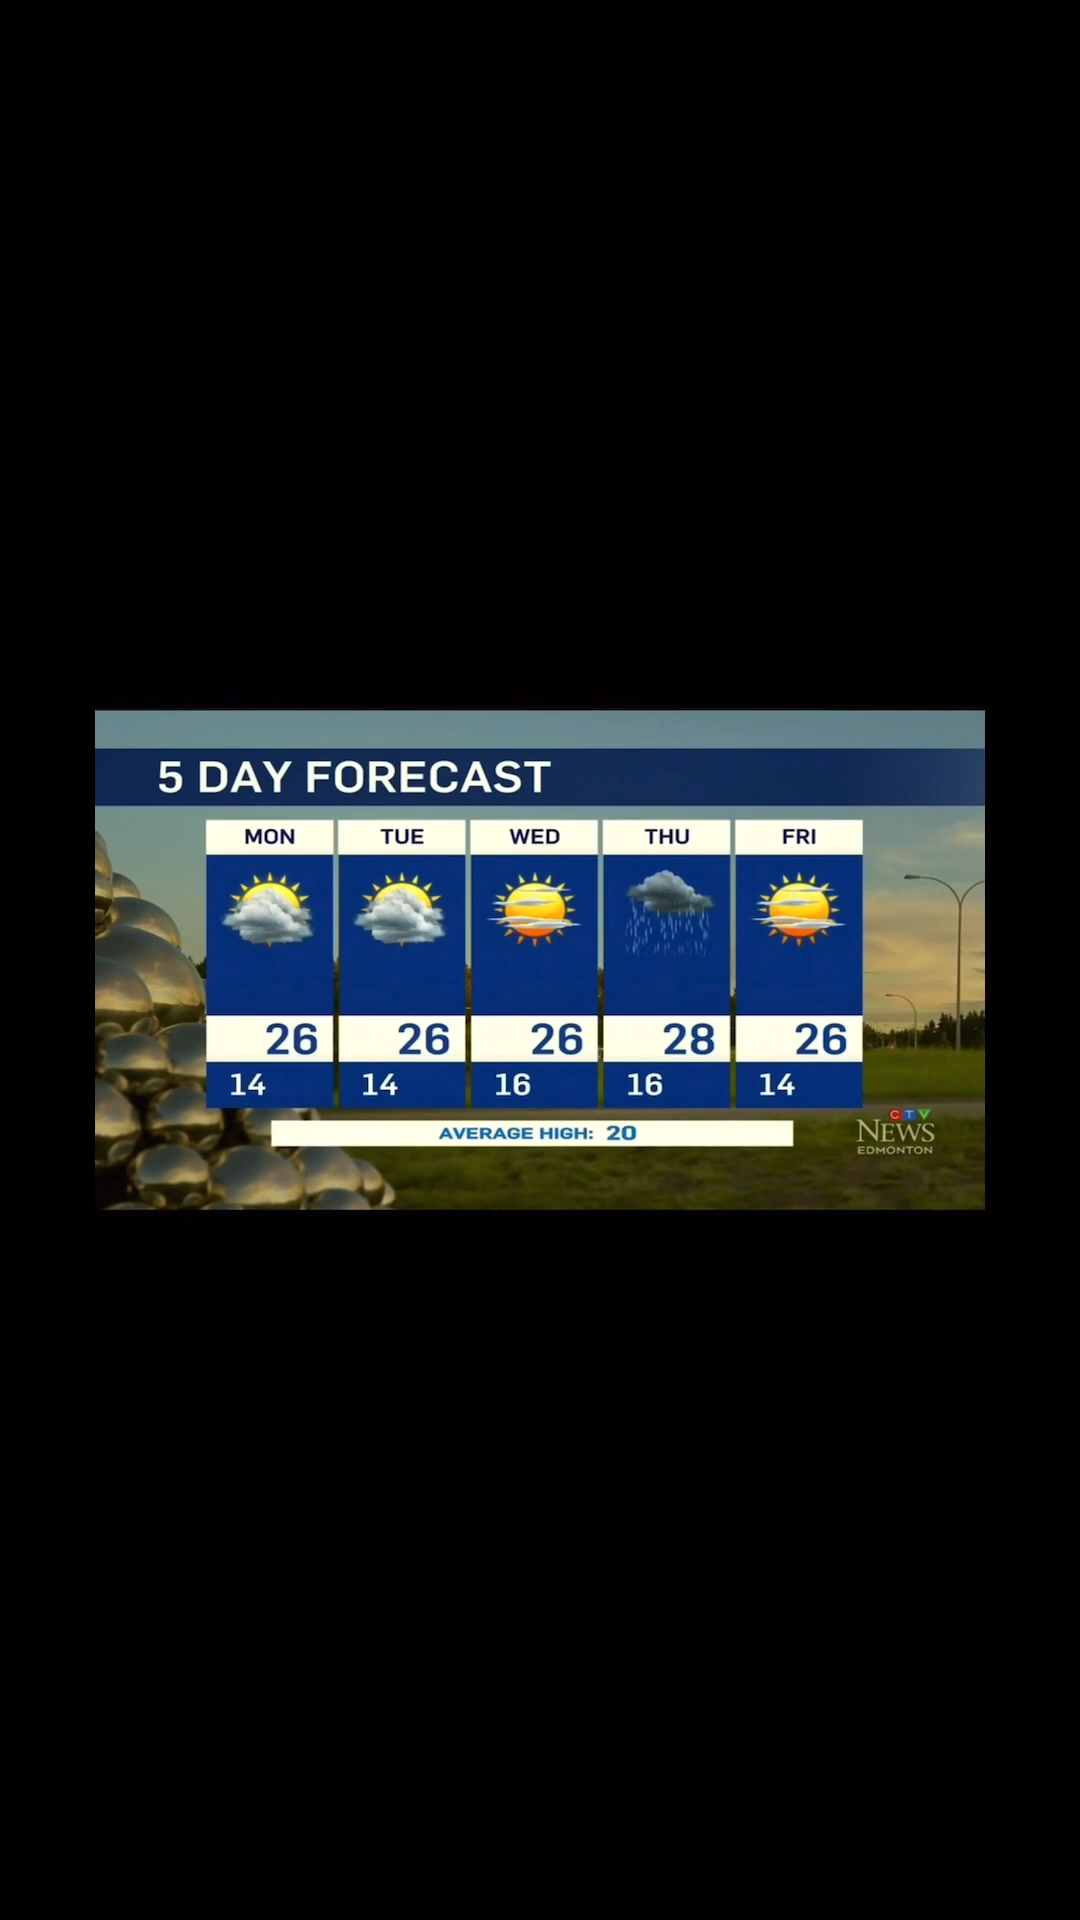 5 DAY FORECAST
MON TUE WED THU FRI
26 26 26 28 26
14 14 16 16 14
AVERAGE HIGH: 20
CTV
NEWS
EDMONTON